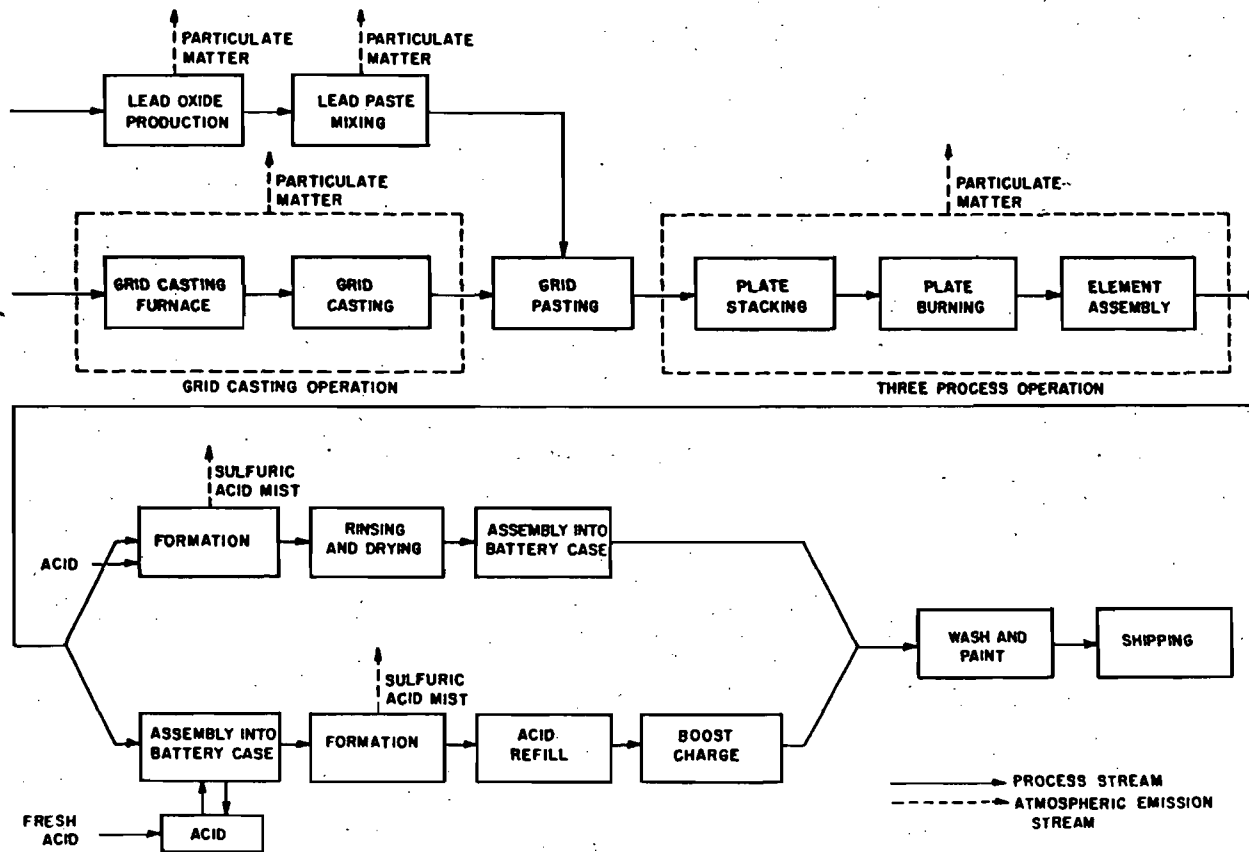 PARTICULATE
MATTER
PARTICULATE
MATTER
LEAD OXIDE
PRODUCTION
LEAD PASTE
MIXING
PARTICULATE
MATTER
PARTICULATE
MATTER
GRID CASTING
FURNACE
GRID
CASTING
GRID
PASTING
PLATE
STACKING
PLATE
BURNING
ELEMENT
ASSEMBLY
GRID CASTING OPERATION
THREE PROCESS OPERATION
SULFURIC
ACID MIST
FORMATION
RINSING
AND DRYING
ASSEMBLY INTO
BATTERY CASE
ACID
WASH AND
PAINT
SHIPPING
SULFURIC
ACID MIST
ASSEMBLY INTO
BATTERY CASE
FORMATION
ACID
REFILL
BOOST
CHARGE
FRESH
ACID
ACID
PROCESS STREAM
ATMOSPHERIC EMISSION
STREAM